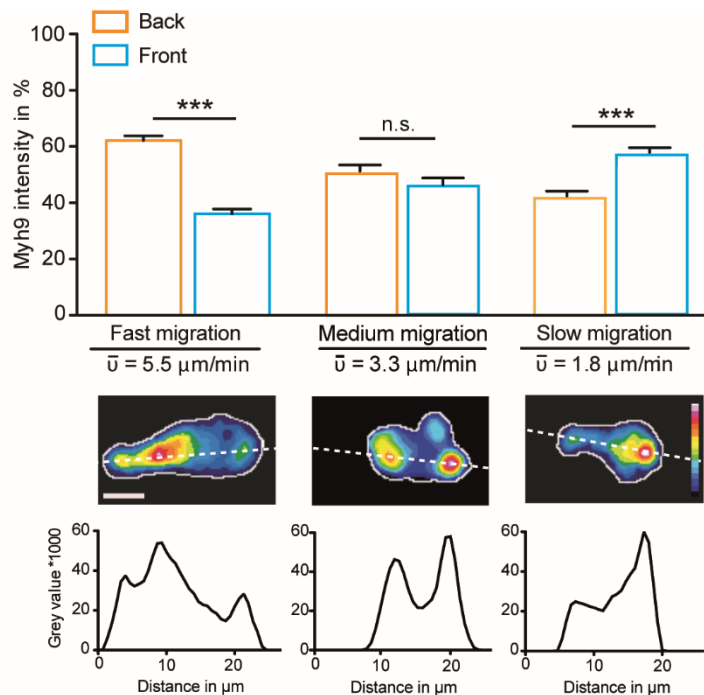 Back
Front
Myh9 intensity in %
100
80
60
40
20
0
***
n.s.
***
Fast migration
Medium migration
Slow migration
ῡ = 5.5 µm/min
ῡ = 3.3 µm/min
ῡ = 1.8 µm/min
Grey value *1000
60
40
20
0
0 10 20
Distance in µm
60
40
20
0
0 10 20
Distance in µm
60
40
20
0
0 10 20
Distance in µm